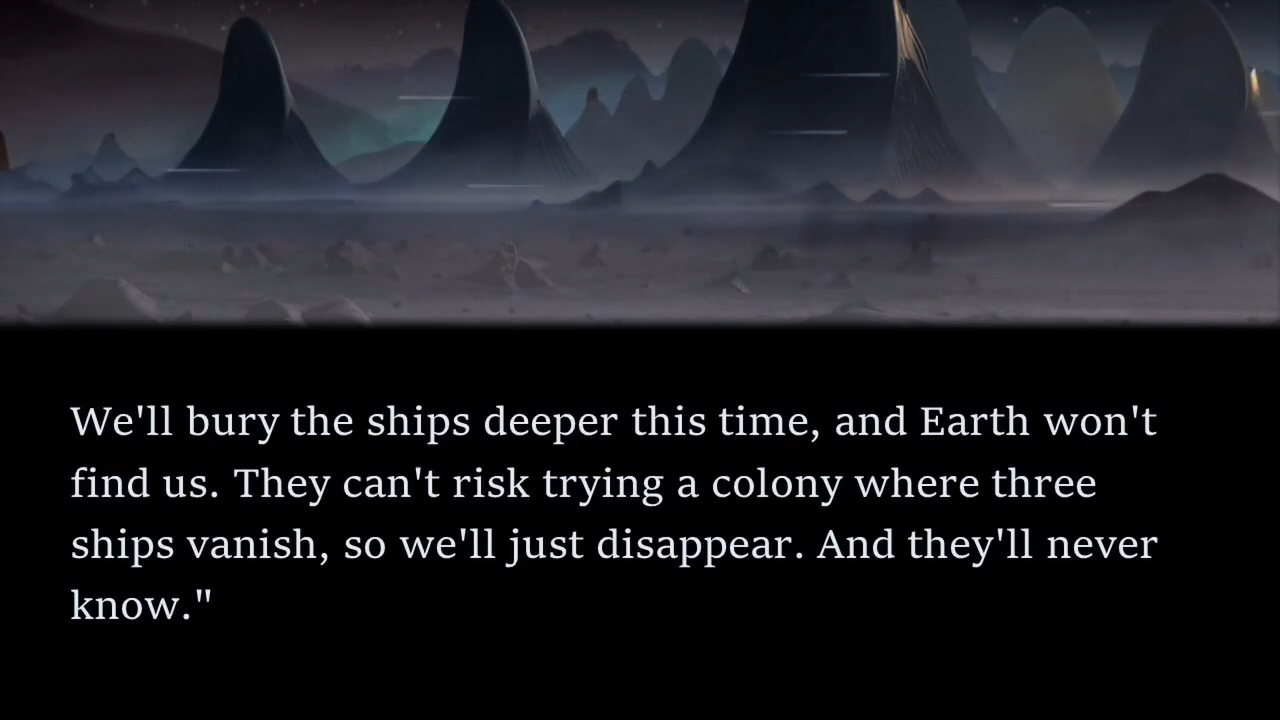 We'll bury the ships deeper this time, and Earth won't
find us. They can't risk trying a colony where three
ships vanish, so we'll just disappear. And they'll never
know."